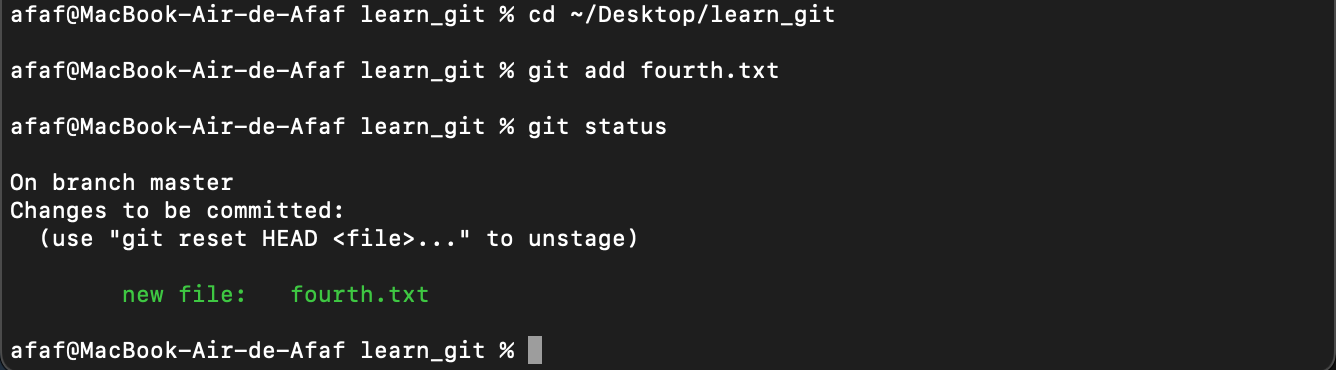 afaf@MacBook-Air-de-Afaf learn_git % cd ~/Desktop/learn_git
afaf@MacBook-Air-de-Afaf learn_git % git add fourth.txt
afaf@MacBook-Air-de-Afaf learn_git % git status
On branch master
Changes to be committed:
  (use "git reset HEAD <file>..." to unstage)
        new file:   fourth.txt
afaf@MacBook-Air-de-Afaf learn_git %